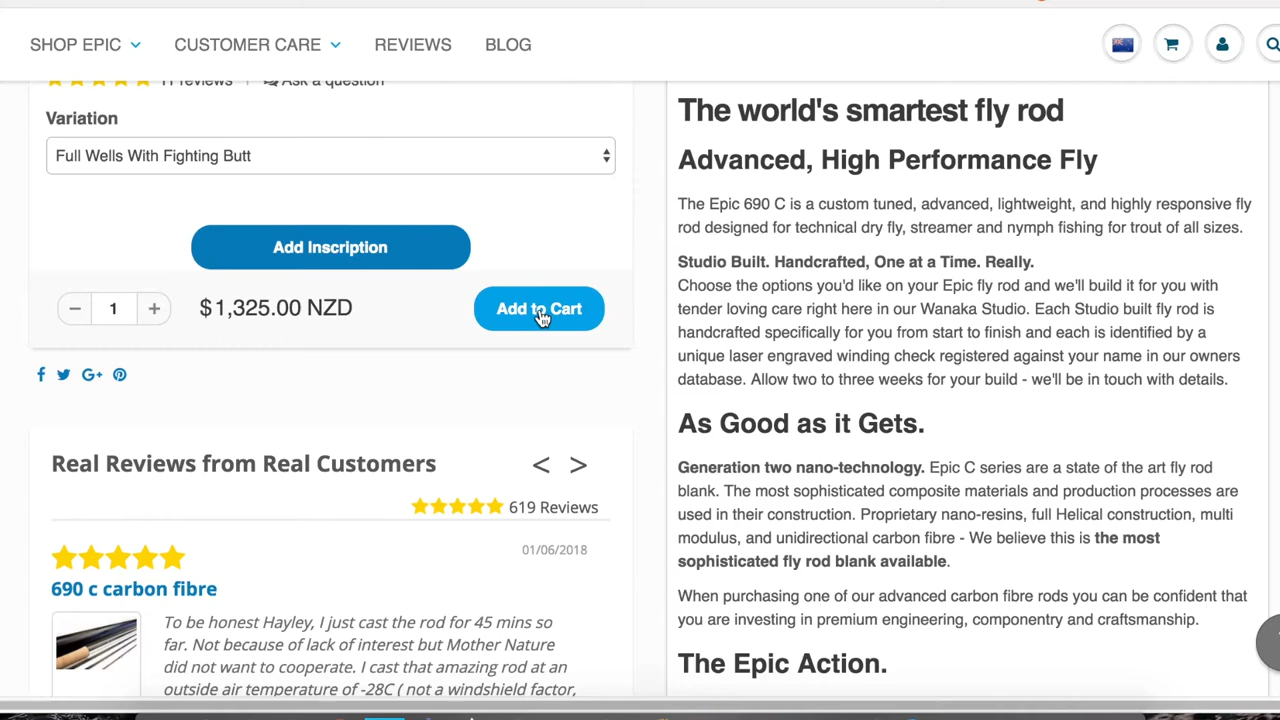 SHOP EPIC
CUSTOMER CARE
REVIEWS
BLOG
11 reviews
Ask a question
Variation
Full Wells With Fighting Butt
Add Inscription
− 1 +
$1,325.00 NZD
Add to Cart
Real Reviews from Real Customers
< >
619 Reviews
01/06/2018
690 c carbon fibre
To be honest Hayley, I just cast the rod for 45 mins so
far. Not because of lack of interest but Mother Nature
did not want to cooperate. I cast that amazing rod at an
outside air temperature of -28C ( not a windshield factor,
The world's smartest fly rod
Advanced, High Performance Fly
The Epic 690 C is a custom tuned, advanced, lightweight, and highly responsive fly
rod designed for technical dry fly, streamer and nymph fishing for trout of all sizes.
Studio Built. Handcrafted, One at a Time. Really.
Choose the options you'd like on your Epic fly rod and we'll build it for you with
tender loving care right here in our Wanaka Studio. Each Studio built fly rod is
handcrafted specifically for you from start to finish and each is identified by a
unique laser engraved winding check registered against your name in our owners
database. Allow two to three weeks for your build - we'll be in touch with details.
As Good as it Gets.
Generation two nano-technology. Epic C series are a state of the art fly rod
blank. The most sophisticated composite materials and production processes are
used in their construction. Proprietary nano-resins, full Helical construction, multi
modulus, and unidirectional carbon fibre - We believe this is the most
sophisticated fly rod blank available.
When purchasing one of our advanced carbon fibre rods you can be confident that
you are investing in premium engineering, componentry and craftsmanship.
The Epic Action.